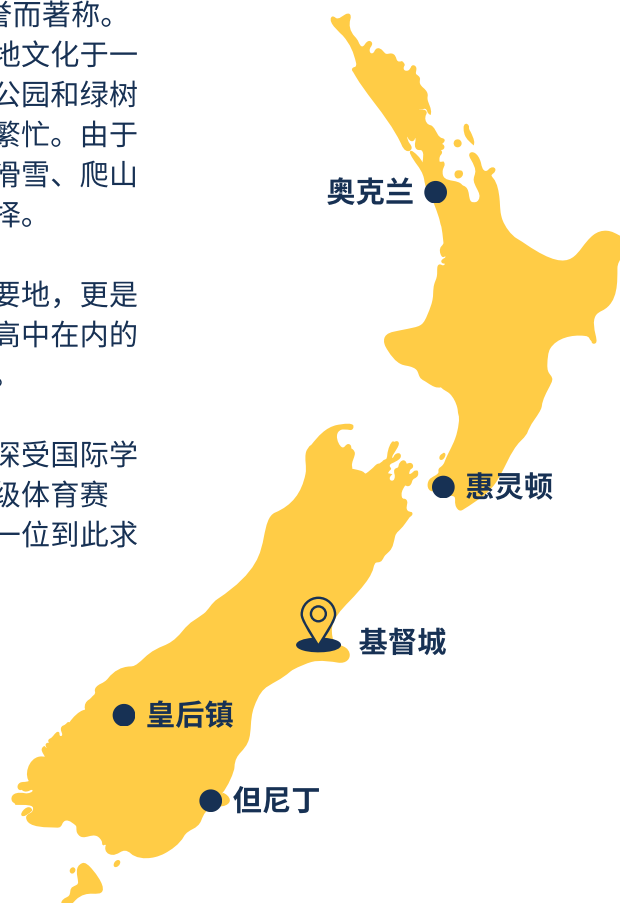 誉而著称。
地文化于一
公园和绿树
繁忙。由于
滑雪、爬山
择。
要地，更是
高中在内的
。
深受国际学
级体育赛
一位到此求
奥克兰
惠灵顿
基督城
皇后镇
但尼丁